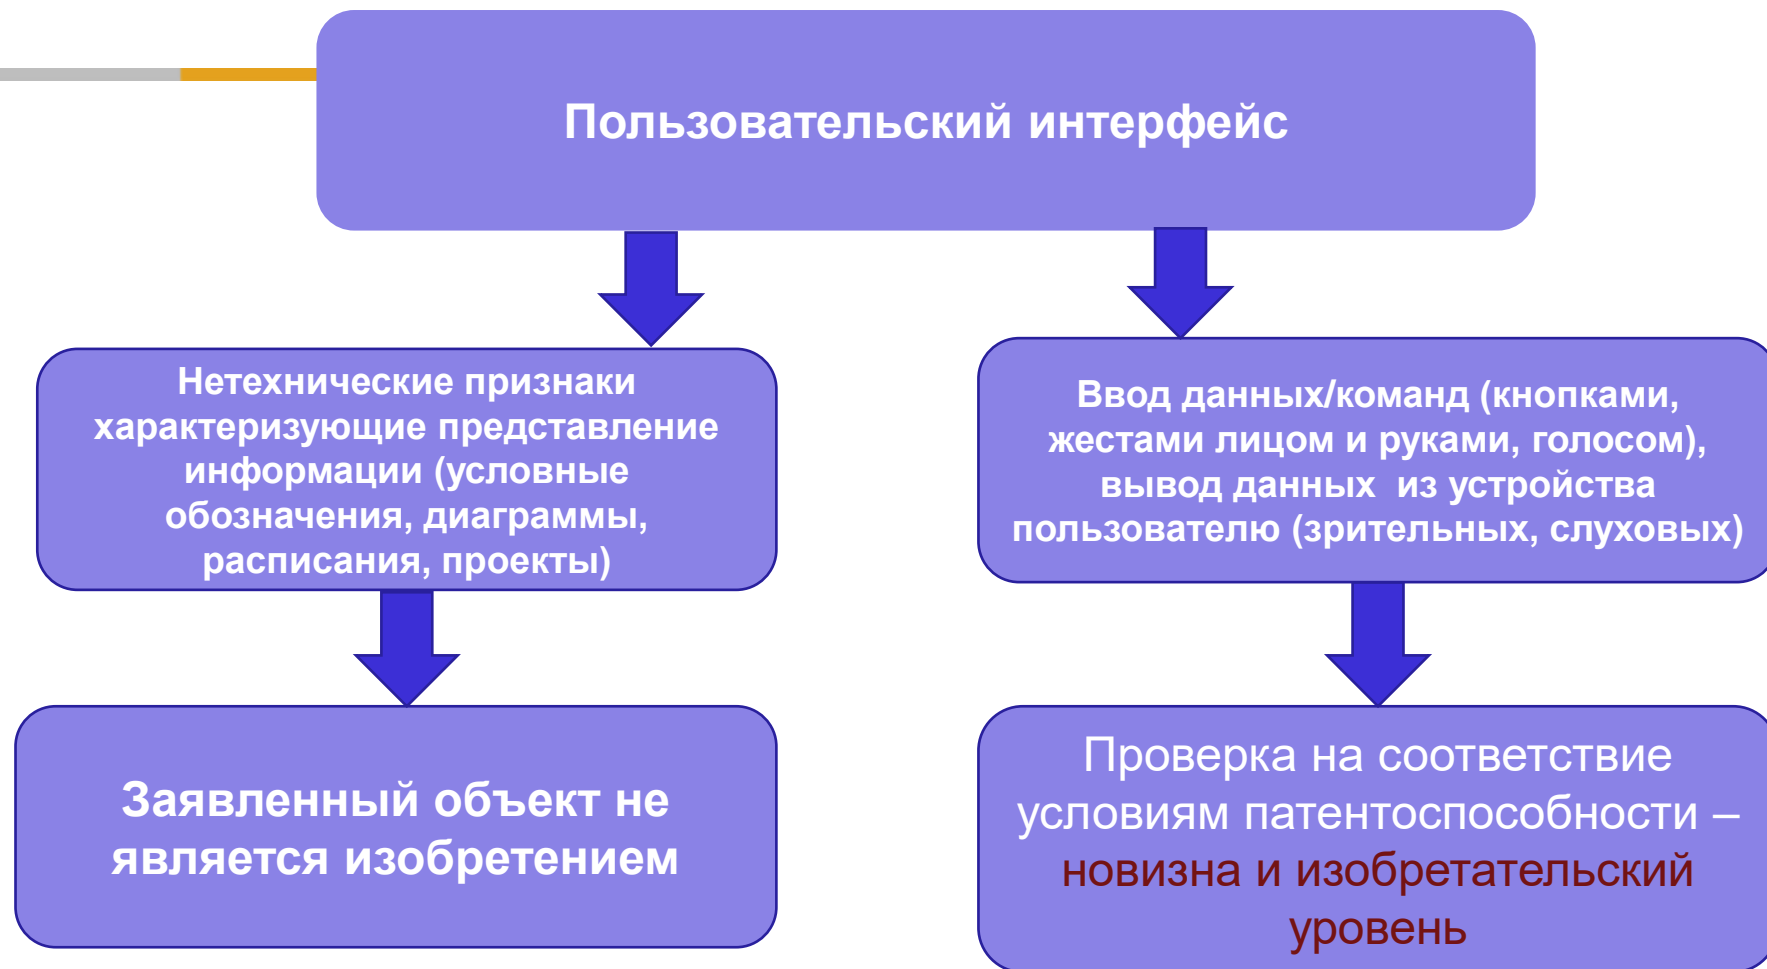 Пользовательский интерфейс
Нетехнические признаки
характеризующие представление
информации (условные
обозначения, диаграммы,
расписания, проекты)
Ввод данных/команд (кнопками,
жестами лицом и руками, голосом),
вывод данных из устройства
пользователю (зрительных, слуховых)
Заявленный объект не
является изобретением
Проверка на соответствие
условиям патентоспособности –
новизна и изобретательский
уровень